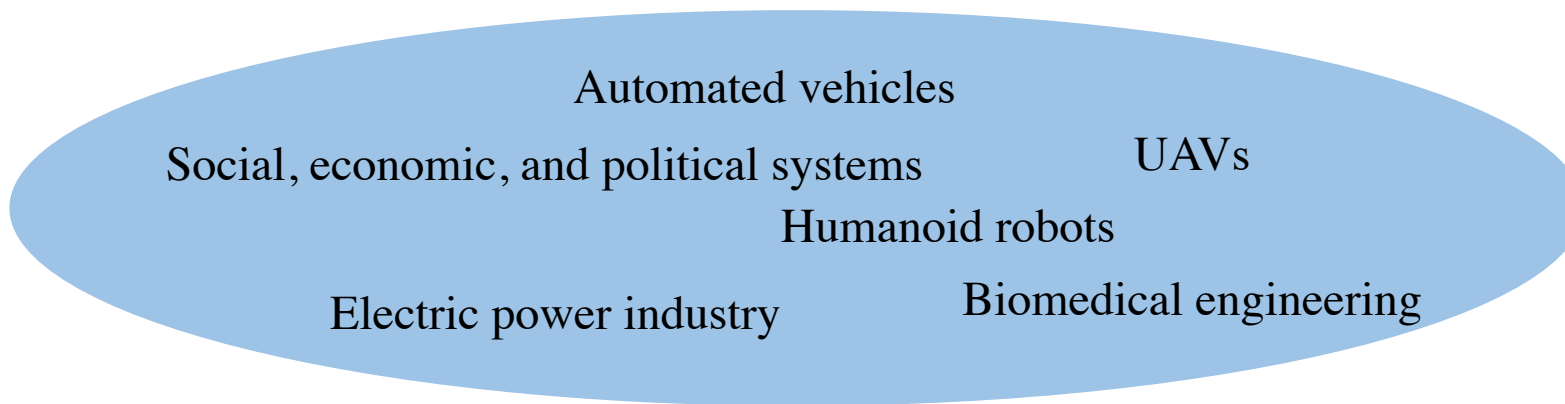 Automated vehicles
Social, economic, and political systems
UAVs
Humanoid robots
Electric power industry
Biomedical engineering